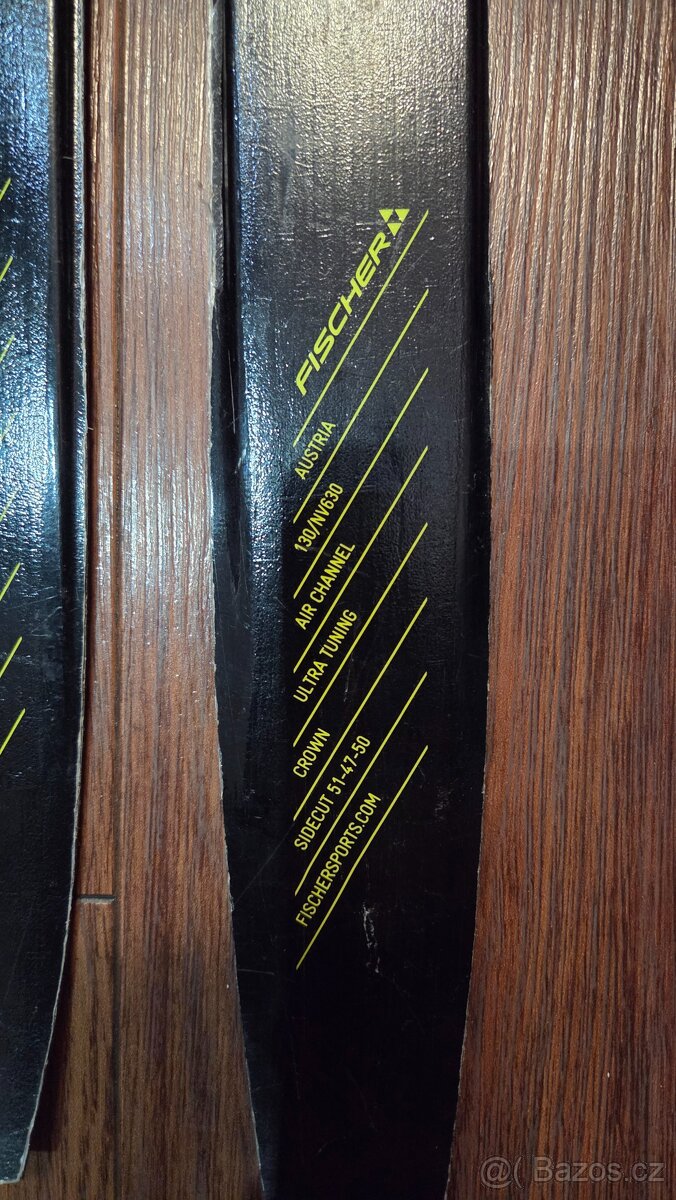 FISCHER
AUSTRIA
130/NV630
AIR CHANNEL
ULTRA TUNING
CROWN
SIDECUT 51-47-50
FISCHERSPORTS.COM
@ Bazos.cz